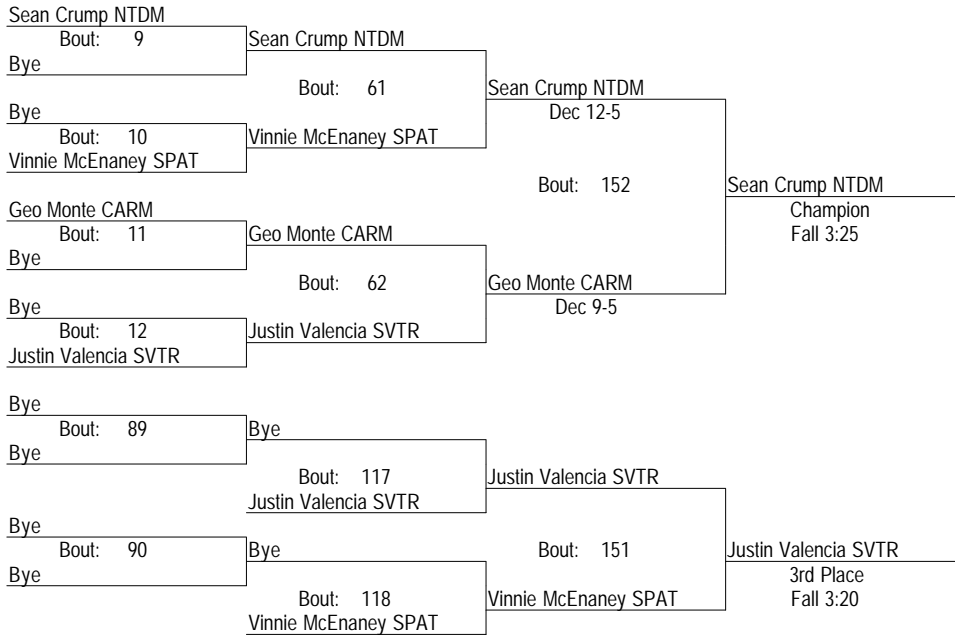 Sean Crump NTDM
Bout: 9
Sean Crump NTDM
Bye
Bout: 61
Sean Crump NTDM
Bye
Dec 12-5
Bout: 10
Vinnie McEnaney SPAT
Vinnie McEnaney SPAT
Bout: 152
Sean Crump NTDM
Geo Monte CARM
Champion
Bout: 11
Geo Monte CARM
Fall 3:25
Bye
Bout: 62
Geo Monte CARM
Bye
Dec 9-5
Bout: 12
Justin Valencia SVTR
Justin Valencia SVTR
Bye
Bout: 89
Bye
Bye
Bout: 117
Justin Valencia SVTR
Justin Valencia SVTR
Bye
Bout: 90
Bye
Bout: 151
Justin Valencia SVTR
Bye
3rd Place
Bout: 118
Vinnie McEnaney SPAT
Fall 3:20
Vinnie McEnaney SPAT